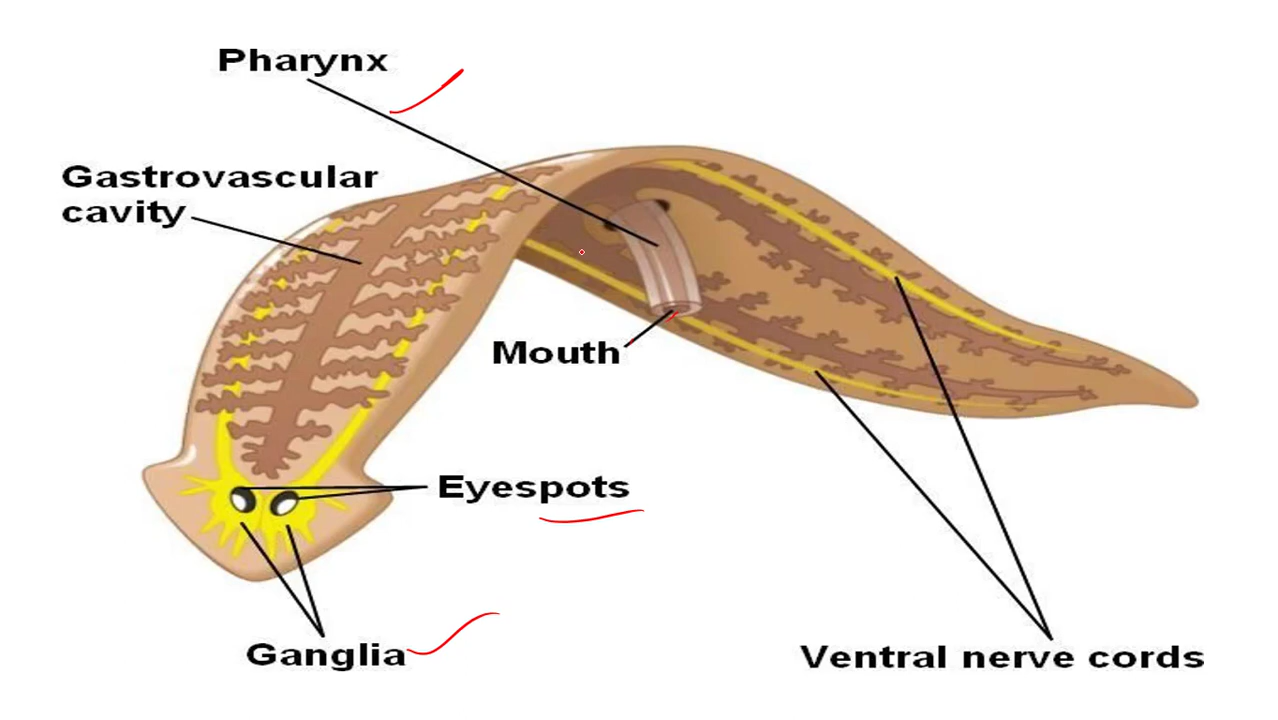 Pharynx
Gastrovascular
cavity
Mouth
Eyespots
Ganglia
Ventral nerve cords